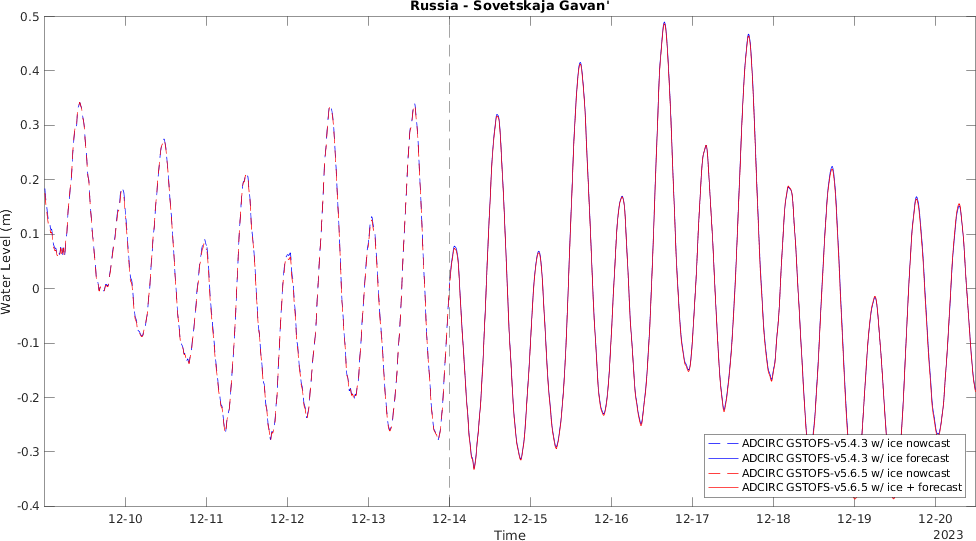 Russia - Sovetskaja Gavan'
0.5
0.4
0.3
0.2
0.1
0
-0.1
-0.2
-0.3
-0.4
Water Level (m)
12-10 12-11 12-12 12-13 12-14 12-15 12-16 12-17 12-18 12-19 12-20
2023
Time
ADCIRC GSTOFS-v5.4.3 w/ ice nowcast
ADCIRC GSTOFS-v5.4.3 w/ ice forecast
ADCIRC GSTOFS-v5.6.5 w/ ice nowcast
ADCIRC GSTOFS-v5.6.5 w/ ice + forecast